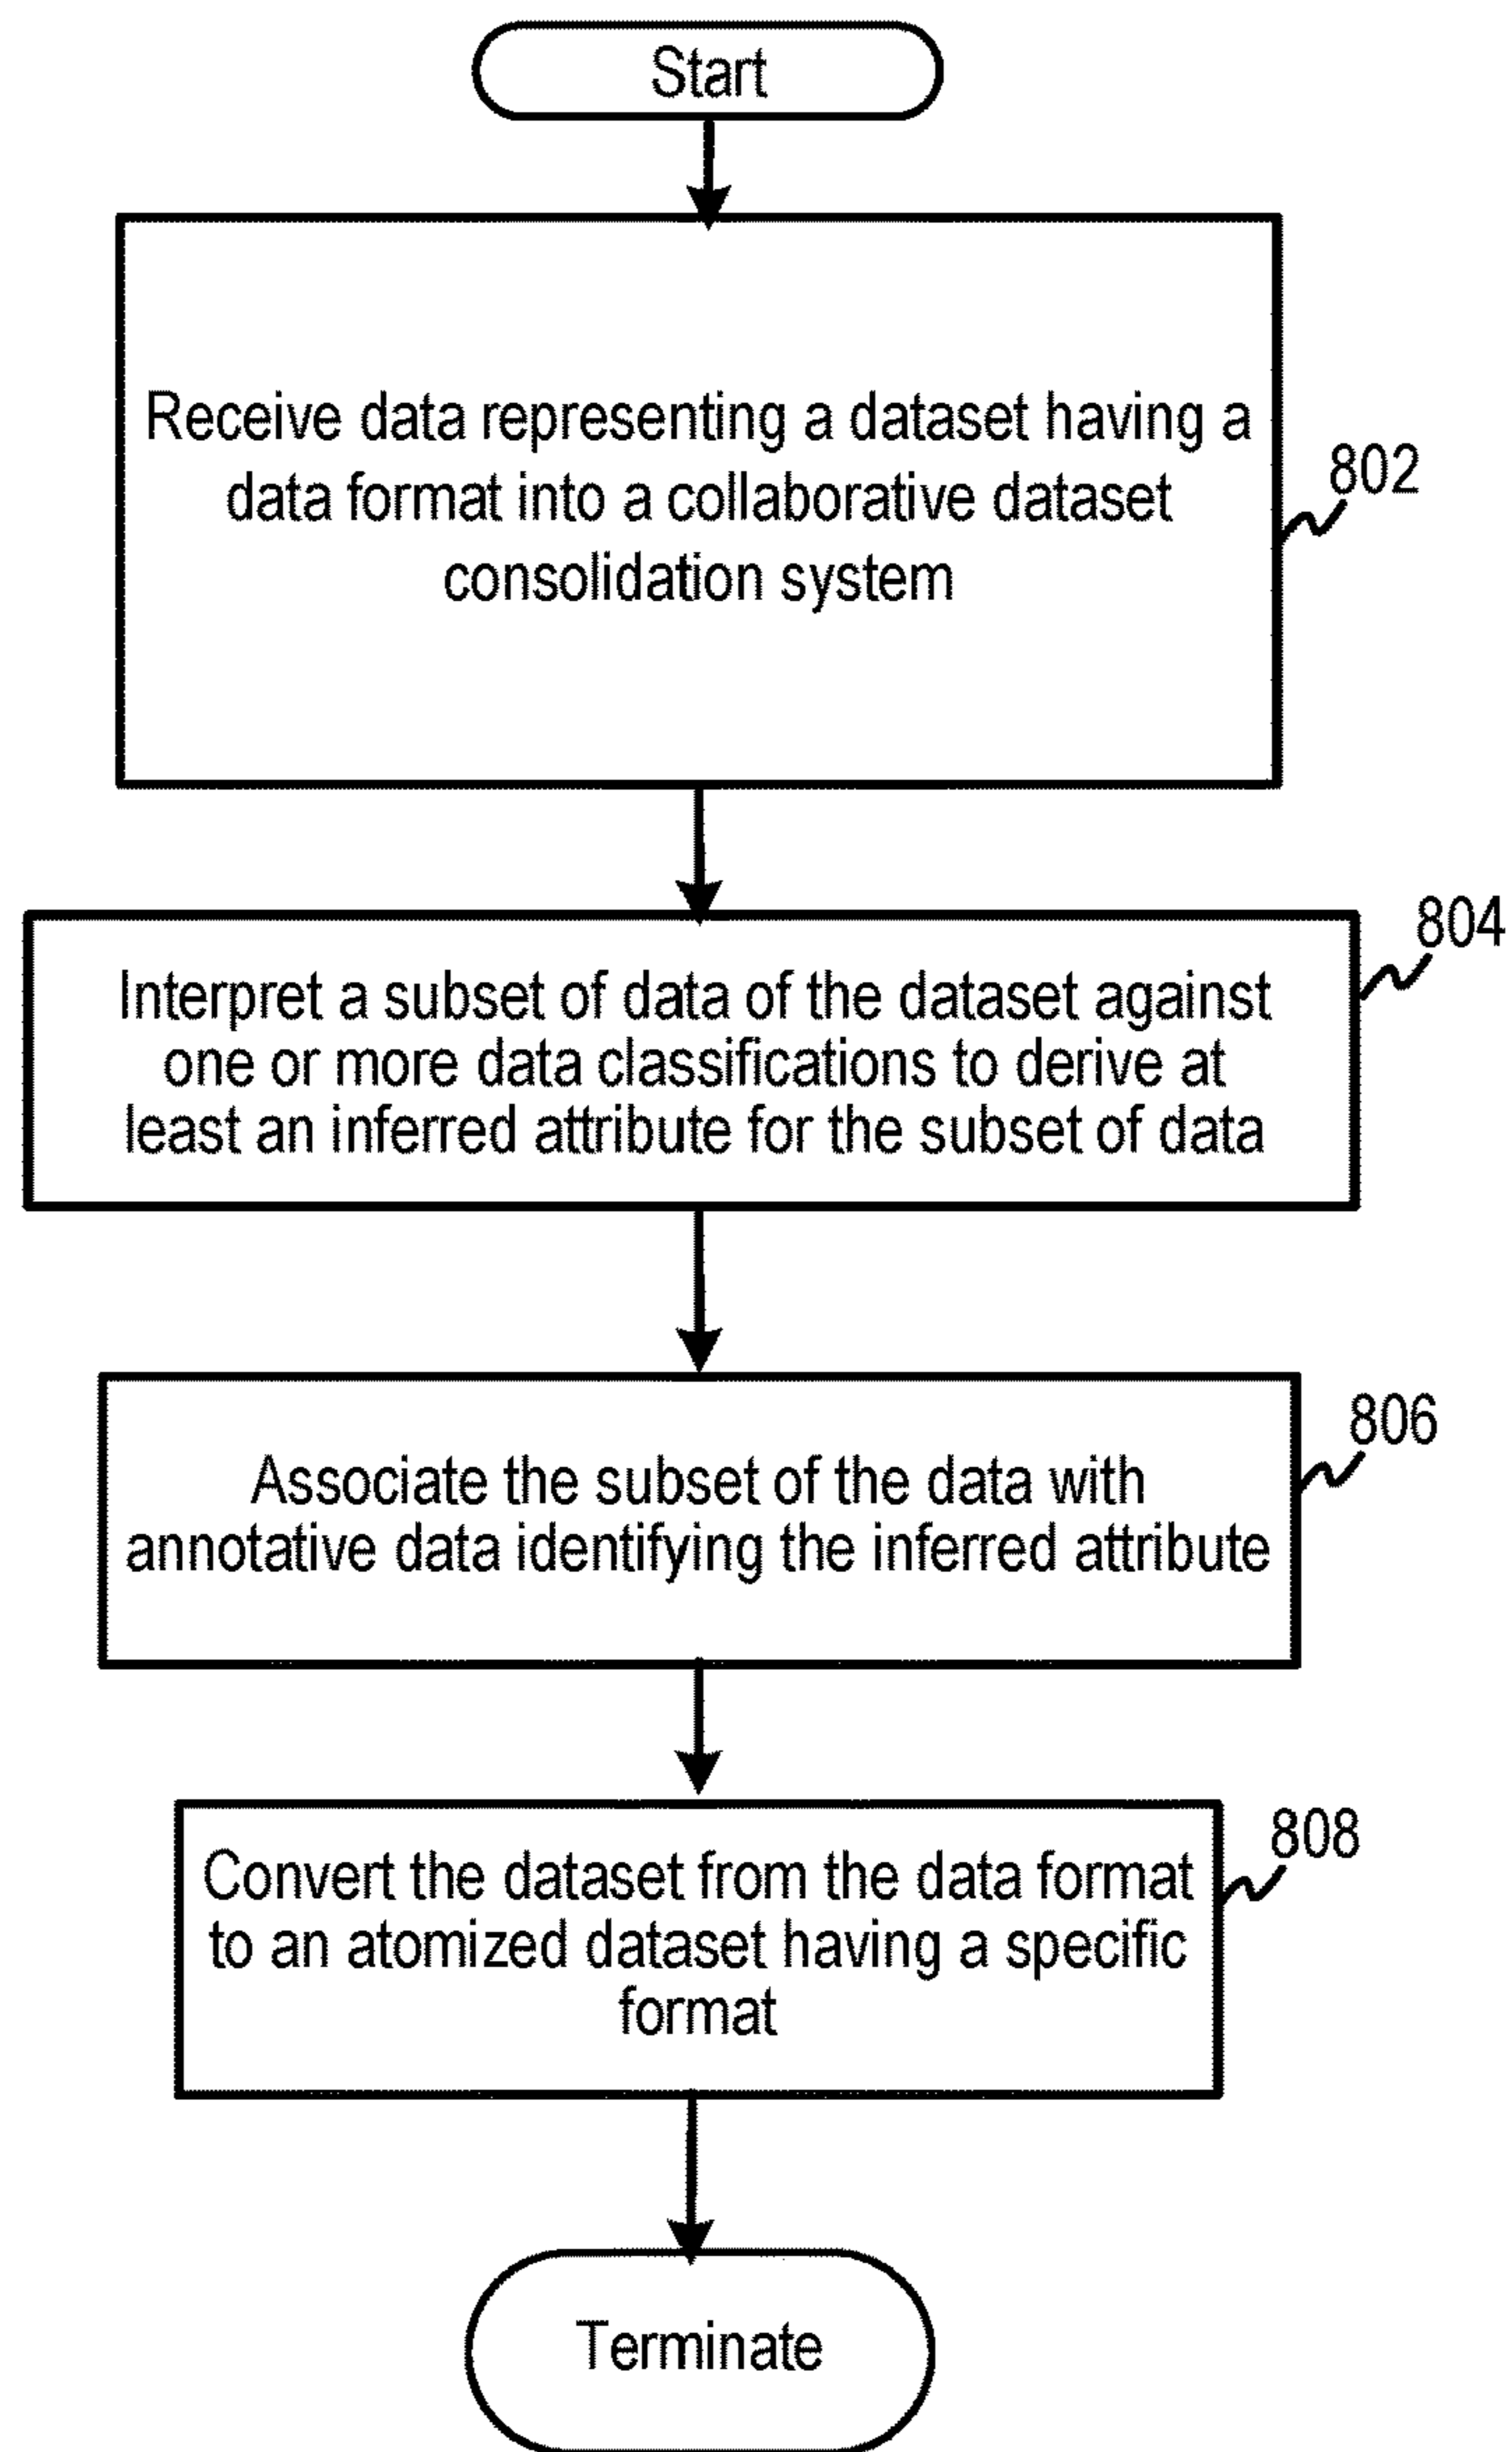 Start
Receive data representing a dataset having a
data format into a collaborative dataset
consolidation system
802
804
Interpret a subset of data of the dataset against
one or more data classifications to derive at
least an inferred attribute for the subset of data
806
Associate the subset of the data with
annotative data identifying the inferred attribute
808
Convert the dataset from the data format
to an atomized dataset having a specific
format
Terminate